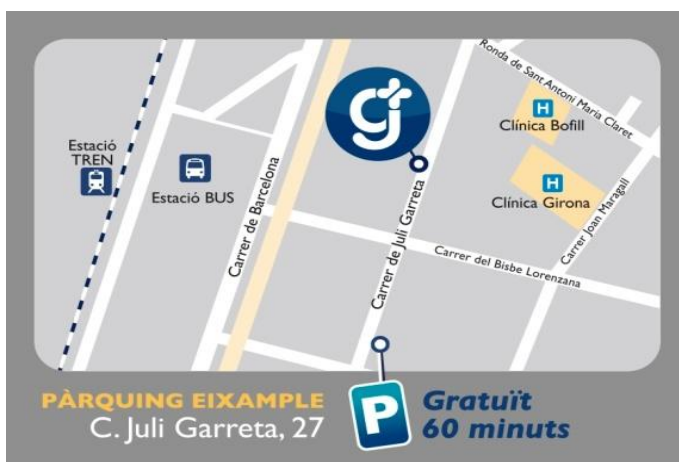 Ronda de Sant Antoni Maria Claret
gj
H
Clínica Bofill
Estació
TREN
Estació BUS
H
Clínica Girona
Carrer de Barcelona
Carrer de Juli Garreta
Carrer Joan Maragall
Carrer del Bisbe Lorenzana
PÀRQUING EIXAMPLE
C. Juli Garreta, 27
P
Gratuït
60 minuts